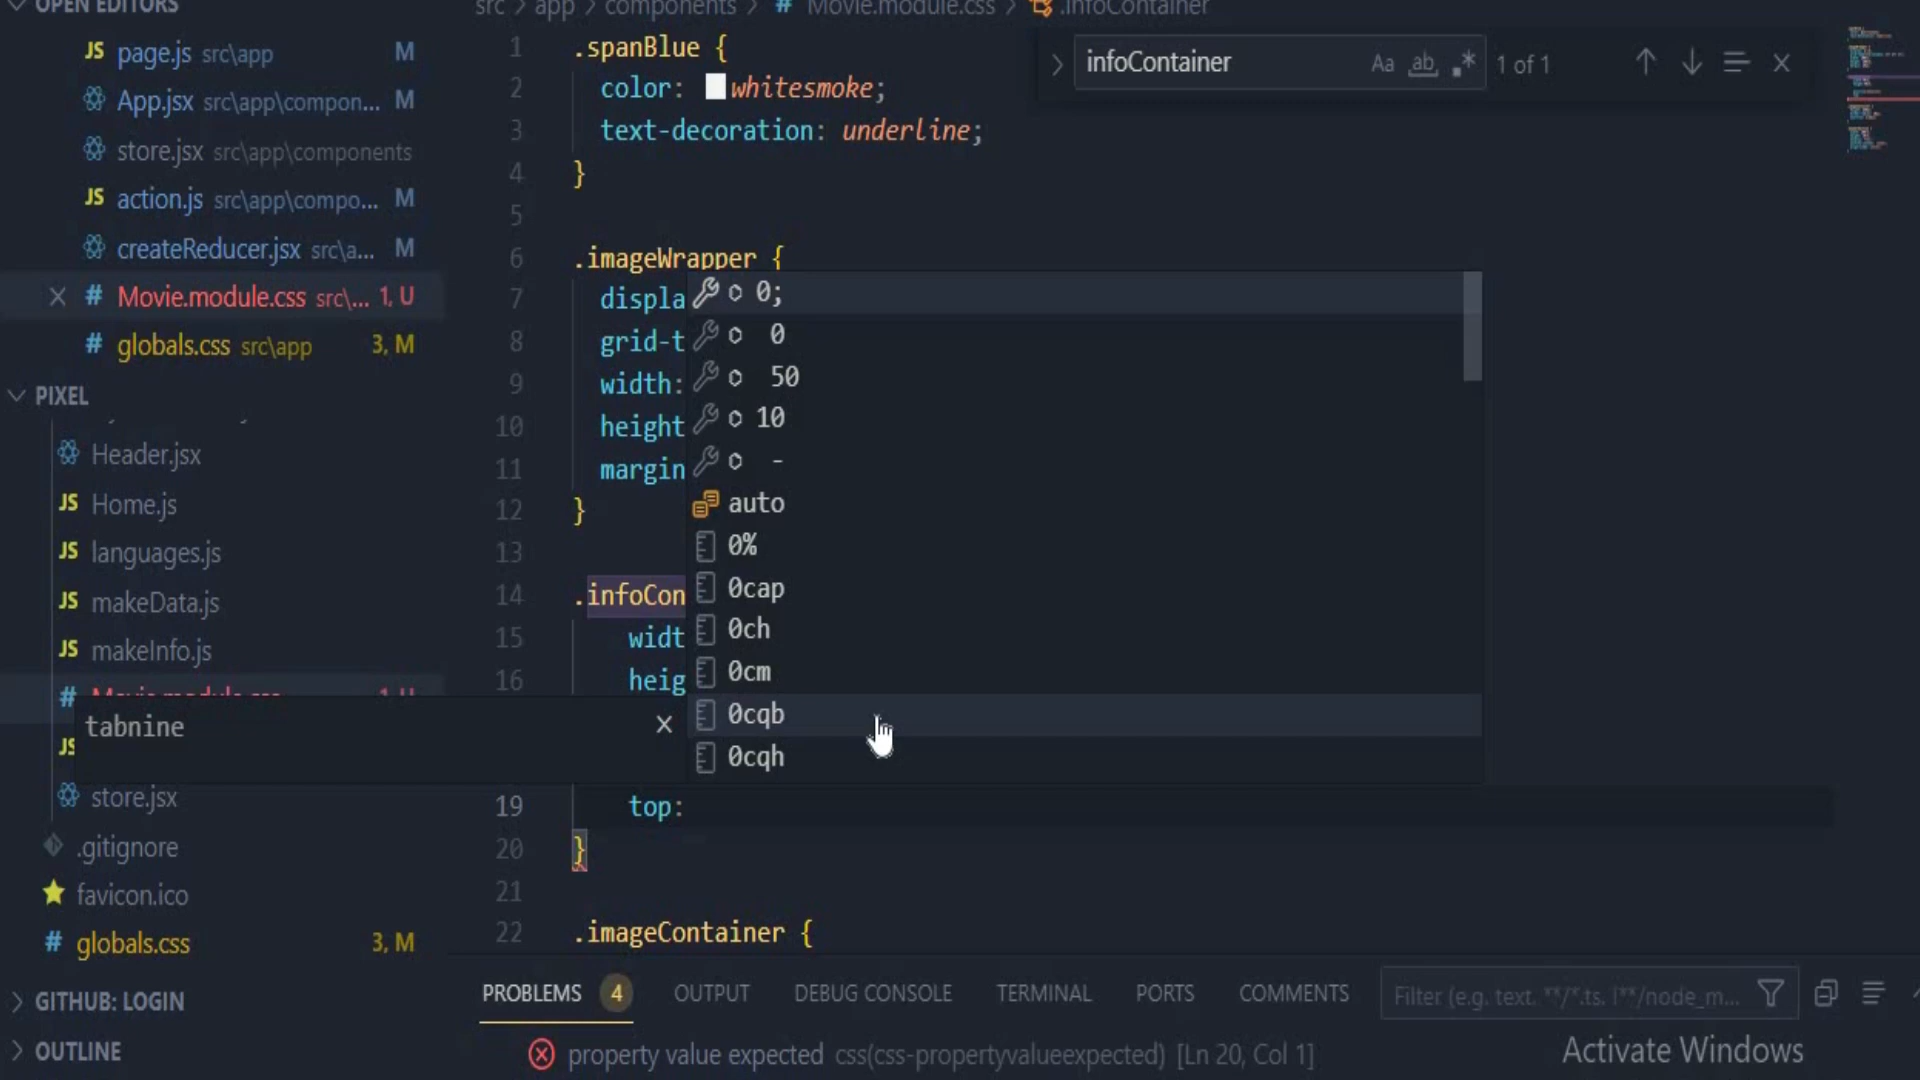 OPEN EDITORS
JS page.js src\app M
App.jsx src\app\compon... M
store.jsx src\app\components
JS action.js src\app\compo... M
createReducer.jsx src\a... M
# Movie.module.css src\... 1, U
# globals.css src\app 3, M
PIXEL
Header.jsx
JS Home.js
JS languages.js
JS makeData.js
JS makeInfo.js
# Movie.module.css 1, U
JS
store.jsx
.gitignore
favicon.ico
# globals.css 3, M
GITHUB: LOGIN
OUTLINE
tabnine
src > app > components > # Movie.module.css > .infoContainer
infoContainer Aa ab .* 1 of 1
1 .spanBlue {
2 color: whitesmoke;
3 text-decoration: underline;
4 }
5
6 .imageWrapper {
7 displa
8 grid-t
9 width:
10 height
11 margin
12 }
13
14 .infoCon
15 widt
16 heig
19 top:
20 }
21
22 .imageContainer {
0;
0
50
10
-
auto
0%
0cap
0ch
0cm
0cqb
0cqh
PROBLEMS 4 OUTPUT DEBUG CONSOLE TERMINAL PORTS COMMENTS Filter (e.g. text, **/*.ts, !**/node_m...
property value expected css(css-propertyvalueexpected) [Ln 20, Col 1]
Activate Windows